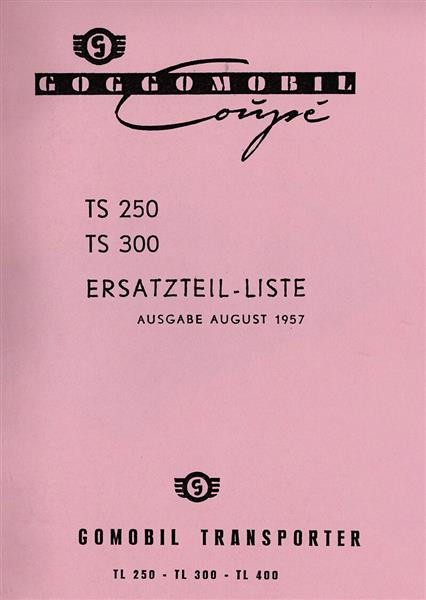 G
GOGGOMOBIL
Coupé
TS 250
TS 300
ERSATZTEIL-LISTE
AUSGABE AUGUST 1957
G
GOMOBIL TRANSPORTER
TL 250 - TL 300 - TL 400